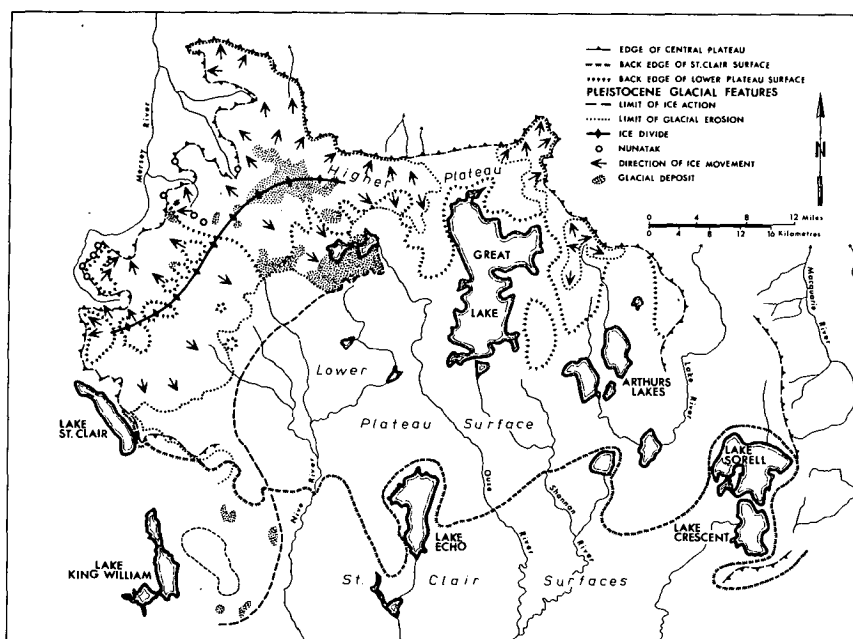 EDGE OF CENTRAL PLATEAU
BACK EDGE OF ST.CLAIR SURFACE
BACK EDGE OF LOWER PLATEAU SURFACE
PLEISTOCENE GLACIAL FEATURES
LIMIT OF ICE ACTION
LIMIT OF GLACIAL EROSION
ICE DIVIDE
NUNATAK
DIRECTION OF ICE MOVEMENT
GLACIAL DEPOSIT
N
0 4 8 12 Miles
0 4 8 12 16 Kilometres
Mersey River
Higher Plateau
GREAT
LAKE
Macquarie River
Lower
Plateau Surface
ARTHURS
LAKES
Lake River
LAKE
ST. CLAIR
Nive River
Ouse River
Shannon River
LAKE
SORELL
LAKE
ECHO
LAKE
CRESCENT
LAKE
KING WILLIAM
St. Clair Surfaces